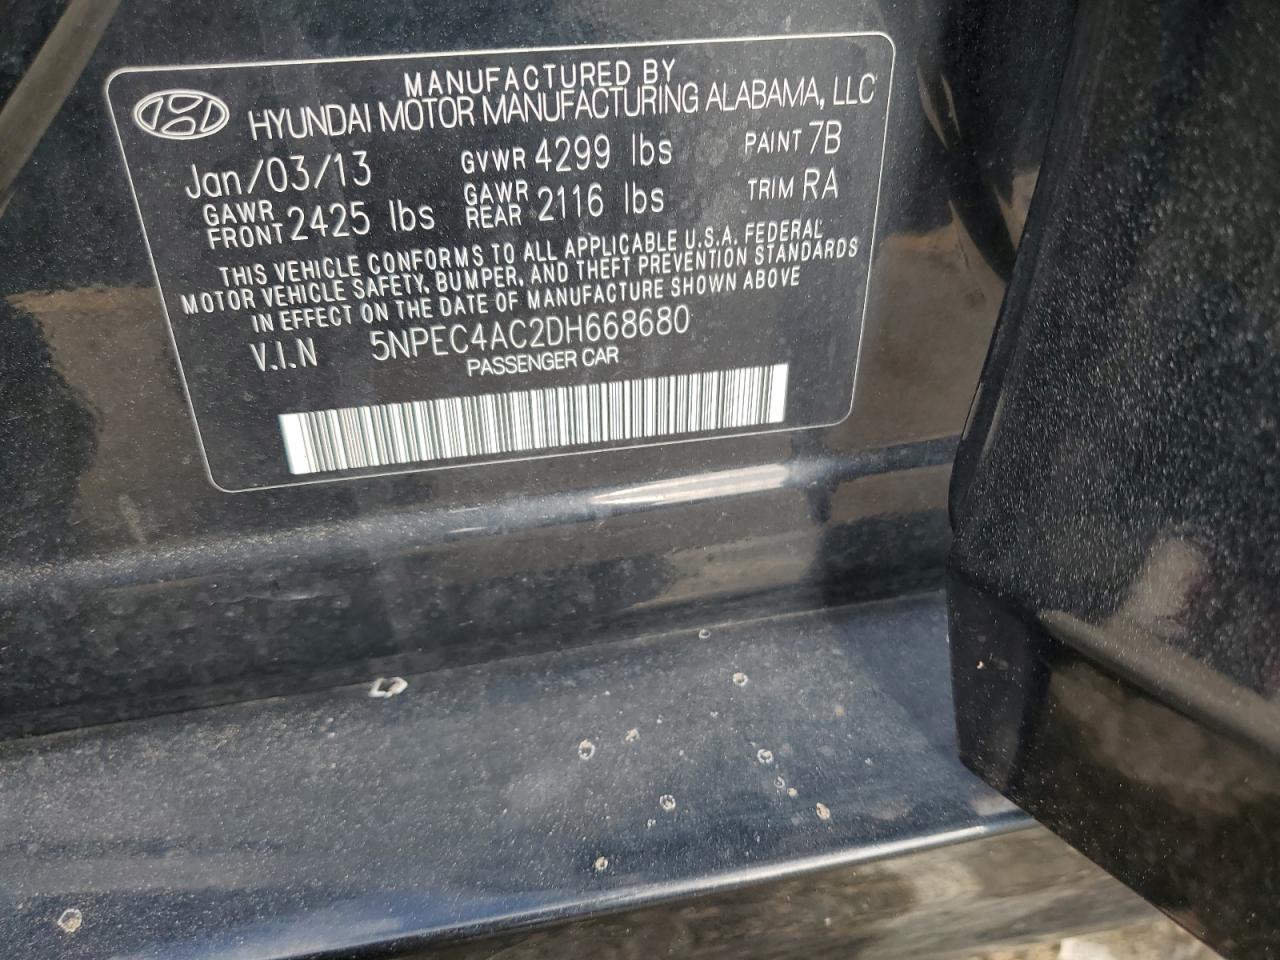 MANUFACTURED BY
HYUNDAI MOTOR MANUFACTURING ALABAMA, LLC
Jan/03/13 GVWR 4299 lbs PAINT 7B
GAWR FRONT 2425 lbs GAWR REAR 2116 lbs TRIM RA
THIS VEHICLE CONFORMS TO ALL APPLICABLE U.S.A. FEDERAL
MOTOR VEHICLE SAFETY, BUMPER, AND THEFT PREVENTION STANDARDS
IN EFFECT ON THE DATE OF MANUFACTURE SHOWN ABOVE
V.I.N 5NPEC4AC2DH668680
PASSENGER CAR